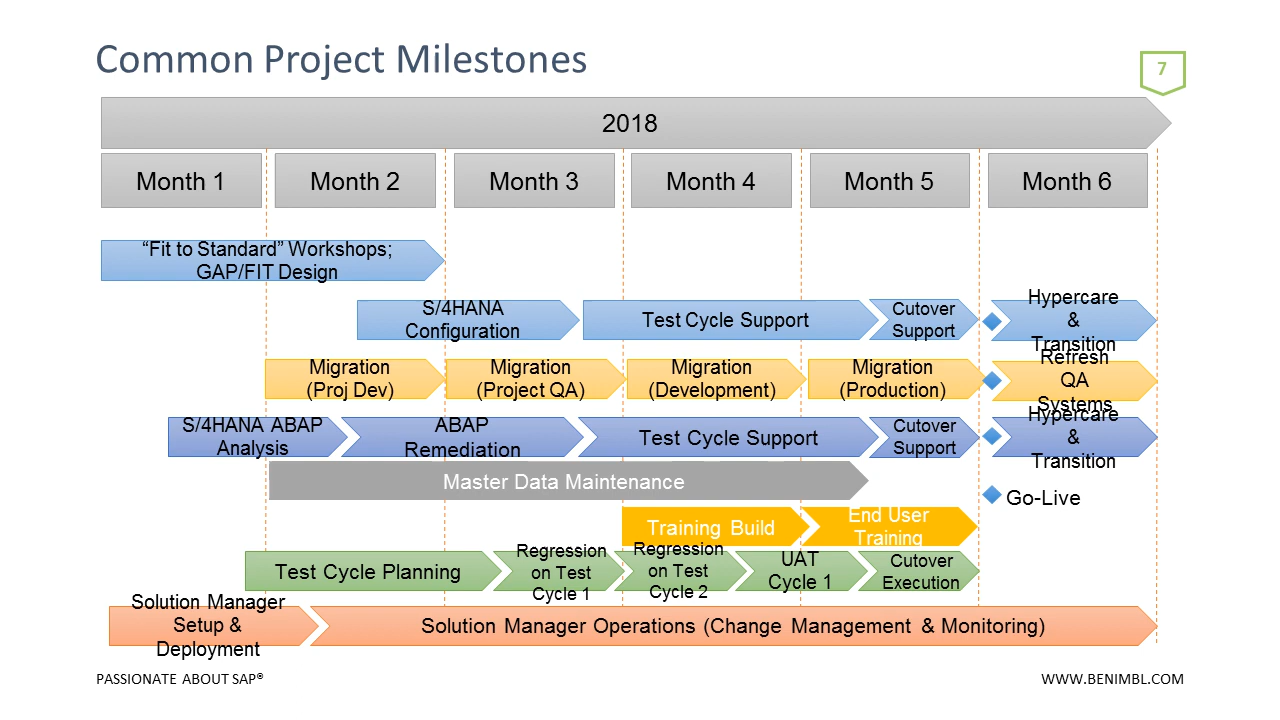 Common Project Milestones
7
2018
Month 1
Month 2
Month 3
Month 4
Month 5
Month 6
“Fit to Standard” Workshops;
GAP/FIT Design
S/4HANA
Configuration
Test Cycle Support
Cutover
Support
Hypercare
&
Transition
Migration
(Proj Dev)
Migration
(Project QA)
Migration
(Development)
Migration
(Production)
Refresh
QA
Systems
S/4HANA ABAP
Analysis
ABAP
Remediation
Test Cycle Support
Cutover
Support
Hypercare
&
Transition
Master Data Maintenance
Go-Live
Training Build
End User
Training
Test Cycle Planning
Regression
on Test
Cycle 1
Regression
on Test
Cycle 2
UAT
Cycle 1
Cutover
Execution
Solution Manager
Setup &
Deployment
Solution Manager Operations (Change Management & Monitoring)
PASSIONATE ABOUT SAP®
WWW.BENIMBL.COM